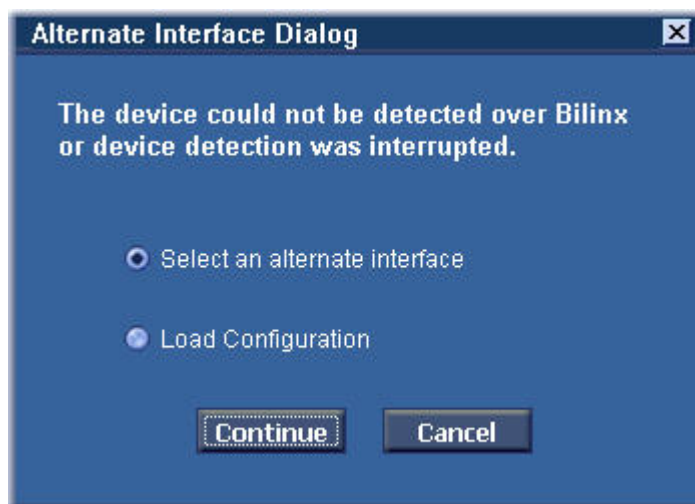 Alternate Interface Dialog
The device could not be detected over Bilinx
or device detection was interrupted.
Select an alternate interface
Load Configuration
Continue Cancel